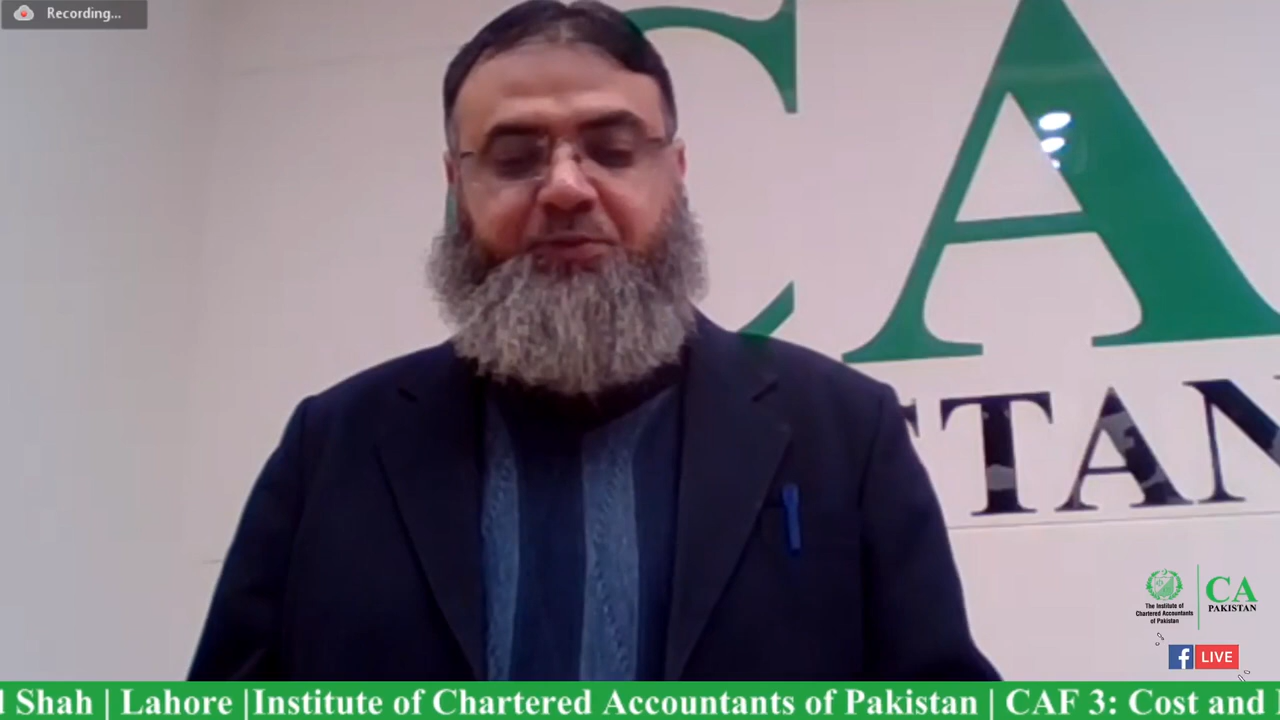 Recording...
CA
The Institute of
Chartered Accountants
of Pakistan
CA
PAKISTAN
LIVE
Shah | Lahore |Institute of Chartered Accountants of Pakistan | CAF 3: Cost and